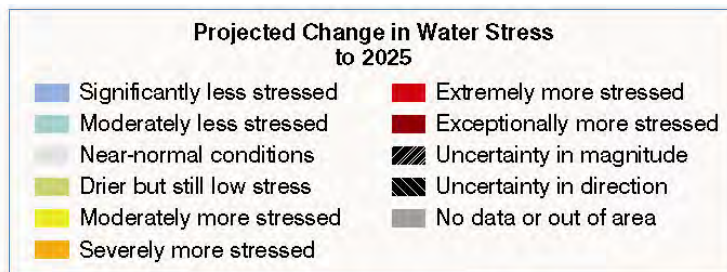 Projected Change in Water Stress
to 2025
Significantly less stressed
Moderately less stressed
Near-normal conditions
Drier but still low stress
Moderately more stressed
Severely more stressed
Extremely more stressed
Exceptionally more stressed
Uncertainty in magnitude
Uncertainty in direction
No data or out of area